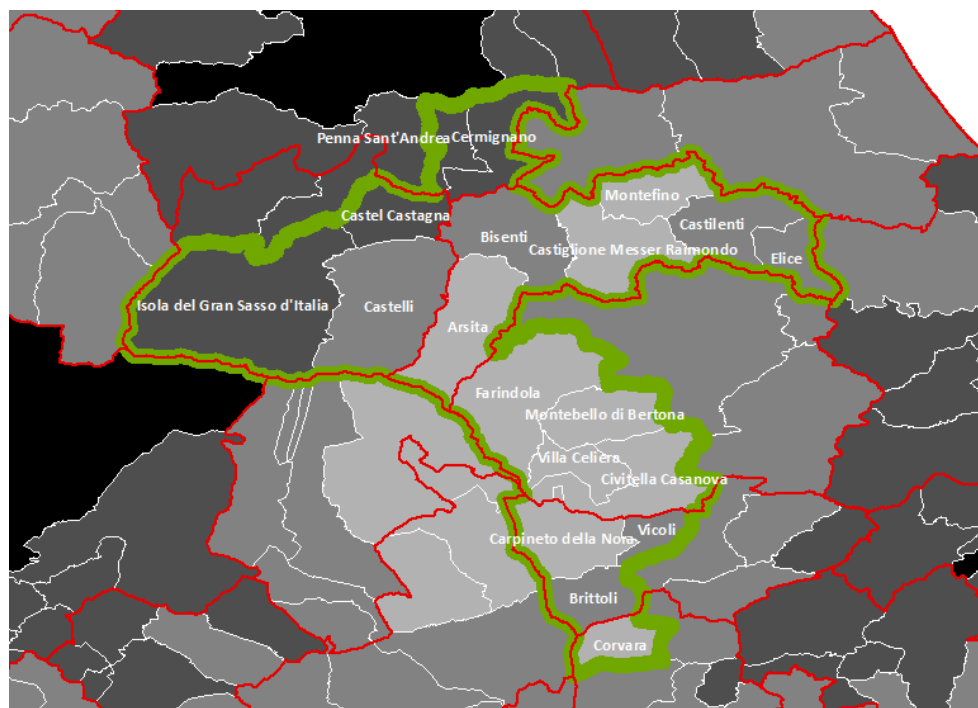 Penna Sant'Andrea
Cermignano
Montefino
Castel Castagna
Castilenti
Bisenti
Castiglione Messer Raimondo
Elice
Isola del Gran Sasso d'Italia
Castelli
Arsita
Farindola
Montebello di Bertona
Villa Celiera
Civitella Casanova
Vicoli
Carpineto della Nora
Brittoli
Corvara